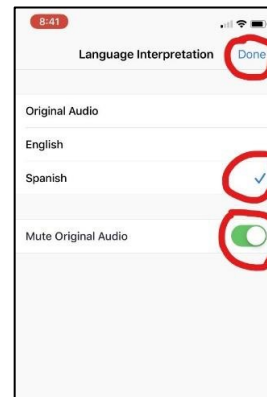 8:41
Language Interpretation Done
Original Audio
English
Spanish
Mute Original Audio